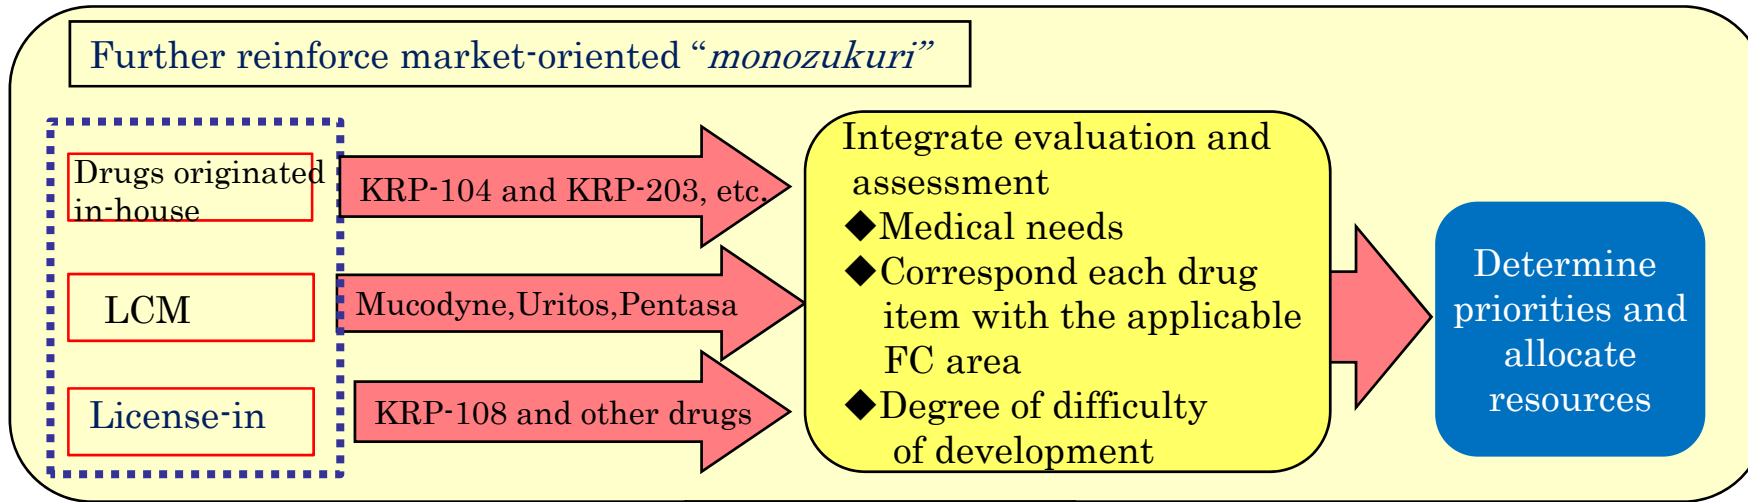 Further reinforce market-oriented “monozukuri”
Drugs originated
in-house
KRP-104 and KRP-203, etc.
LCM
Mucodyne,Uritos,Pentasa
License-in
KRP-108 and other drugs
Integrate evaluation and
assessment
◆Medical needs
◆Correspond each drug
item with the applicable
FC area
◆Degree of difficulty
of development
Determine
priorities and
allocate
resources